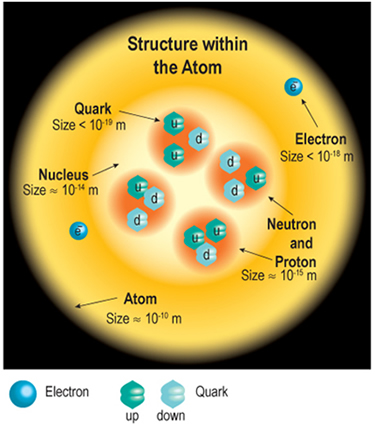 Structure within
the Atom
Quark
Size < 10⁻¹⁹ m
e
Electron
Size < 10⁻¹⁸ m
u
d
u
Nucleus
Size ≈ 10⁻¹⁴ m
d
u
d
u
d
d
e
u
u
d
Neutron
and
Proton
Size ≈ 10⁻¹⁵ m
Atom
Size ≈ 10⁻¹⁰ m
Electron
Quark
up
down